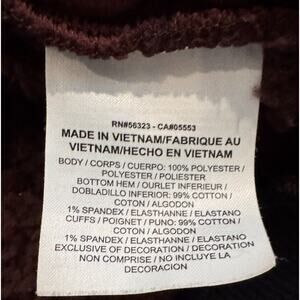 RN#56323 - CA#05553
MADE IN VIETNAM/FABRIQUE AU
VIETNAM/HECHO EN VIETNAM
BODY / CORPS / CUERPO: 100% POLYESTER /
POLYESTER / POLIESTER
BOTTOM HEM / OURLET INFERIEUR /
DOBLADILLO INFERIOR: 99% COTTON /
COTON / ALGODON
1% SPANDEX / ELASTHANNE / ELASTANO
CUFFS / POIGNET / PUNO: 99% COTTON /
COTON / ALGODON
1% SPANDEX / ELASTHANNE / ELASTANO
EXCLUSIVE OF DECORATION / DECORATION
NON COMPRISE / NO INCLUYE LA
DECORACION